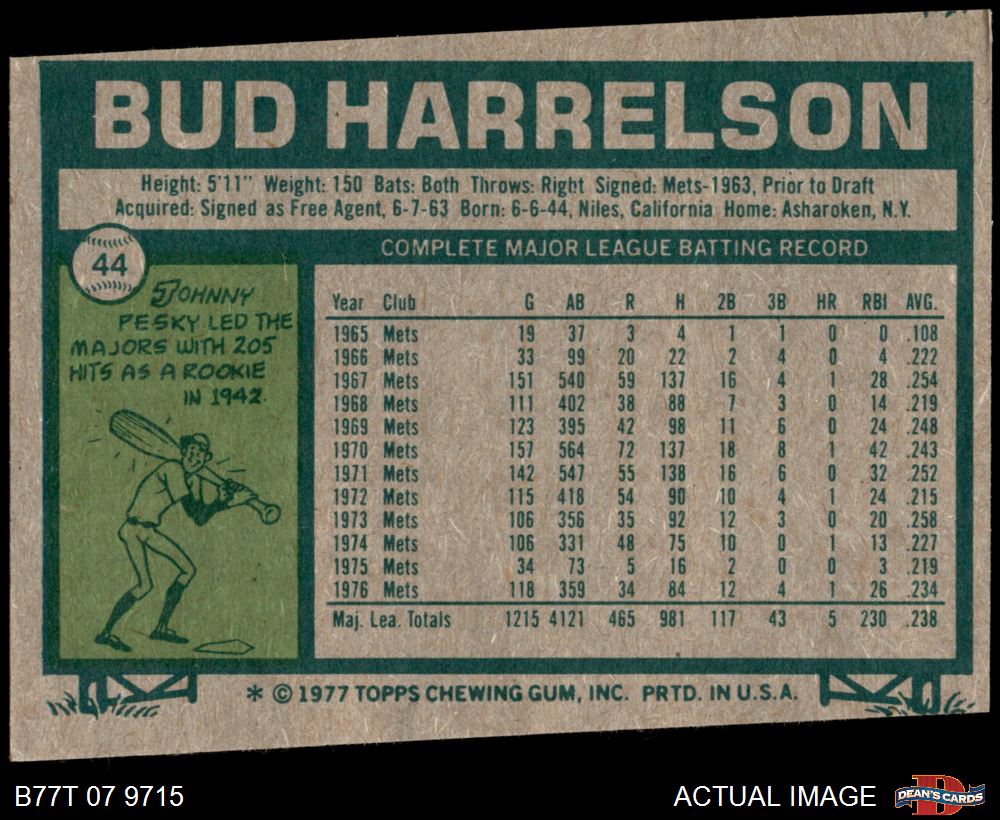 BUD HARRELSON
Height: 5'11" Weight: 150 Bats: Both Throws: Right Signed: Mets-1963, Prior to Draft
Acquired: Signed as Free Agent, 6-7-63 Born: 6-6-44, Niles, California Home: Asharoken, N.Y.
44
JOHNNY
PESKY LED THE
MAJORS WITH 205
HITS AS A ROOKIE
IN 1942.
COMPLETE MAJOR LEAGUE BATTING RECORD
Year Club G AB R H 2B 3B HR RBI AVG.
1965 Mets 19 37 3 4 1 1 0 0 .108
1966 Mets 33 99 20 22 2 4 0 4 .222
1967 Mets 151 540 59 137 16 4 1 28 .254
1968 Mets 111 402 38 88 7 3 0 14 .219
1969 Mets 123 395 42 98 11 6 0 24 .248
1970 Mets 157 564 72 137 18 8 1 42 .243
1971 Mets 142 547 55 138 16 6 0 32 .252
1972 Mets 115 418 54 90 10 4 1 24 .215
1973 Mets 106 356 35 92 12 3 0 20 .258
1974 Mets 106 331 48 75 10 0 1 13 .227
1975 Mets 34 73 5 16 2 0 0 3 .219
1976 Mets 118 359 34 84 12 4 1 26 .234
Maj. Lea. Totals 1215 4121 465 981 117 43 5 230 .238
* © 1977 TOPPS CHEWING GUM, INC. PRTD. IN U.S.A.
B77T 07 9715
ACTUAL IMAGE
DEAN'S CARDS